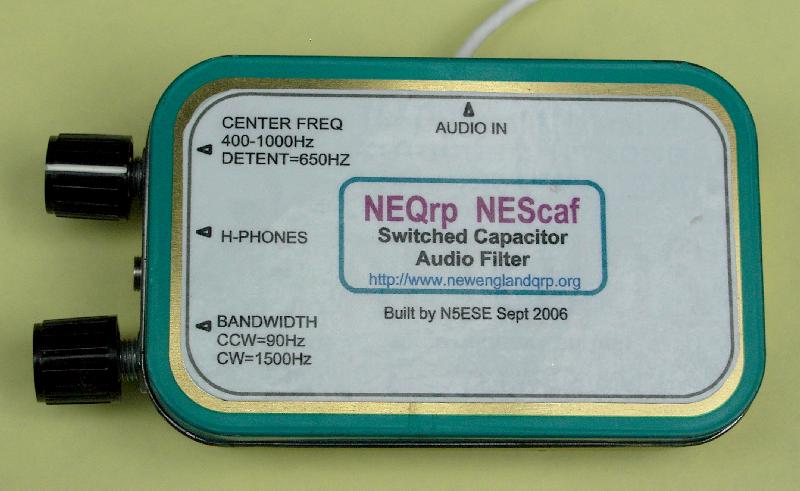 CENTER FREQ
400-1000Hz
DETENT=650HZ
AUDIO IN
NEQrp NEScaf
Switched Capacitor
Audio Filter
http://www.newenglandqrp.org
H-PHONES
Built by N5ESE Sept 2006
BANDWIDTH
CCW=90Hz
CW=1500Hz